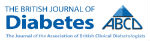 THE BRITISH JOURNAL OF
Diabetes
ABCD
The Journal of the Association of British Clinical Diabetologists